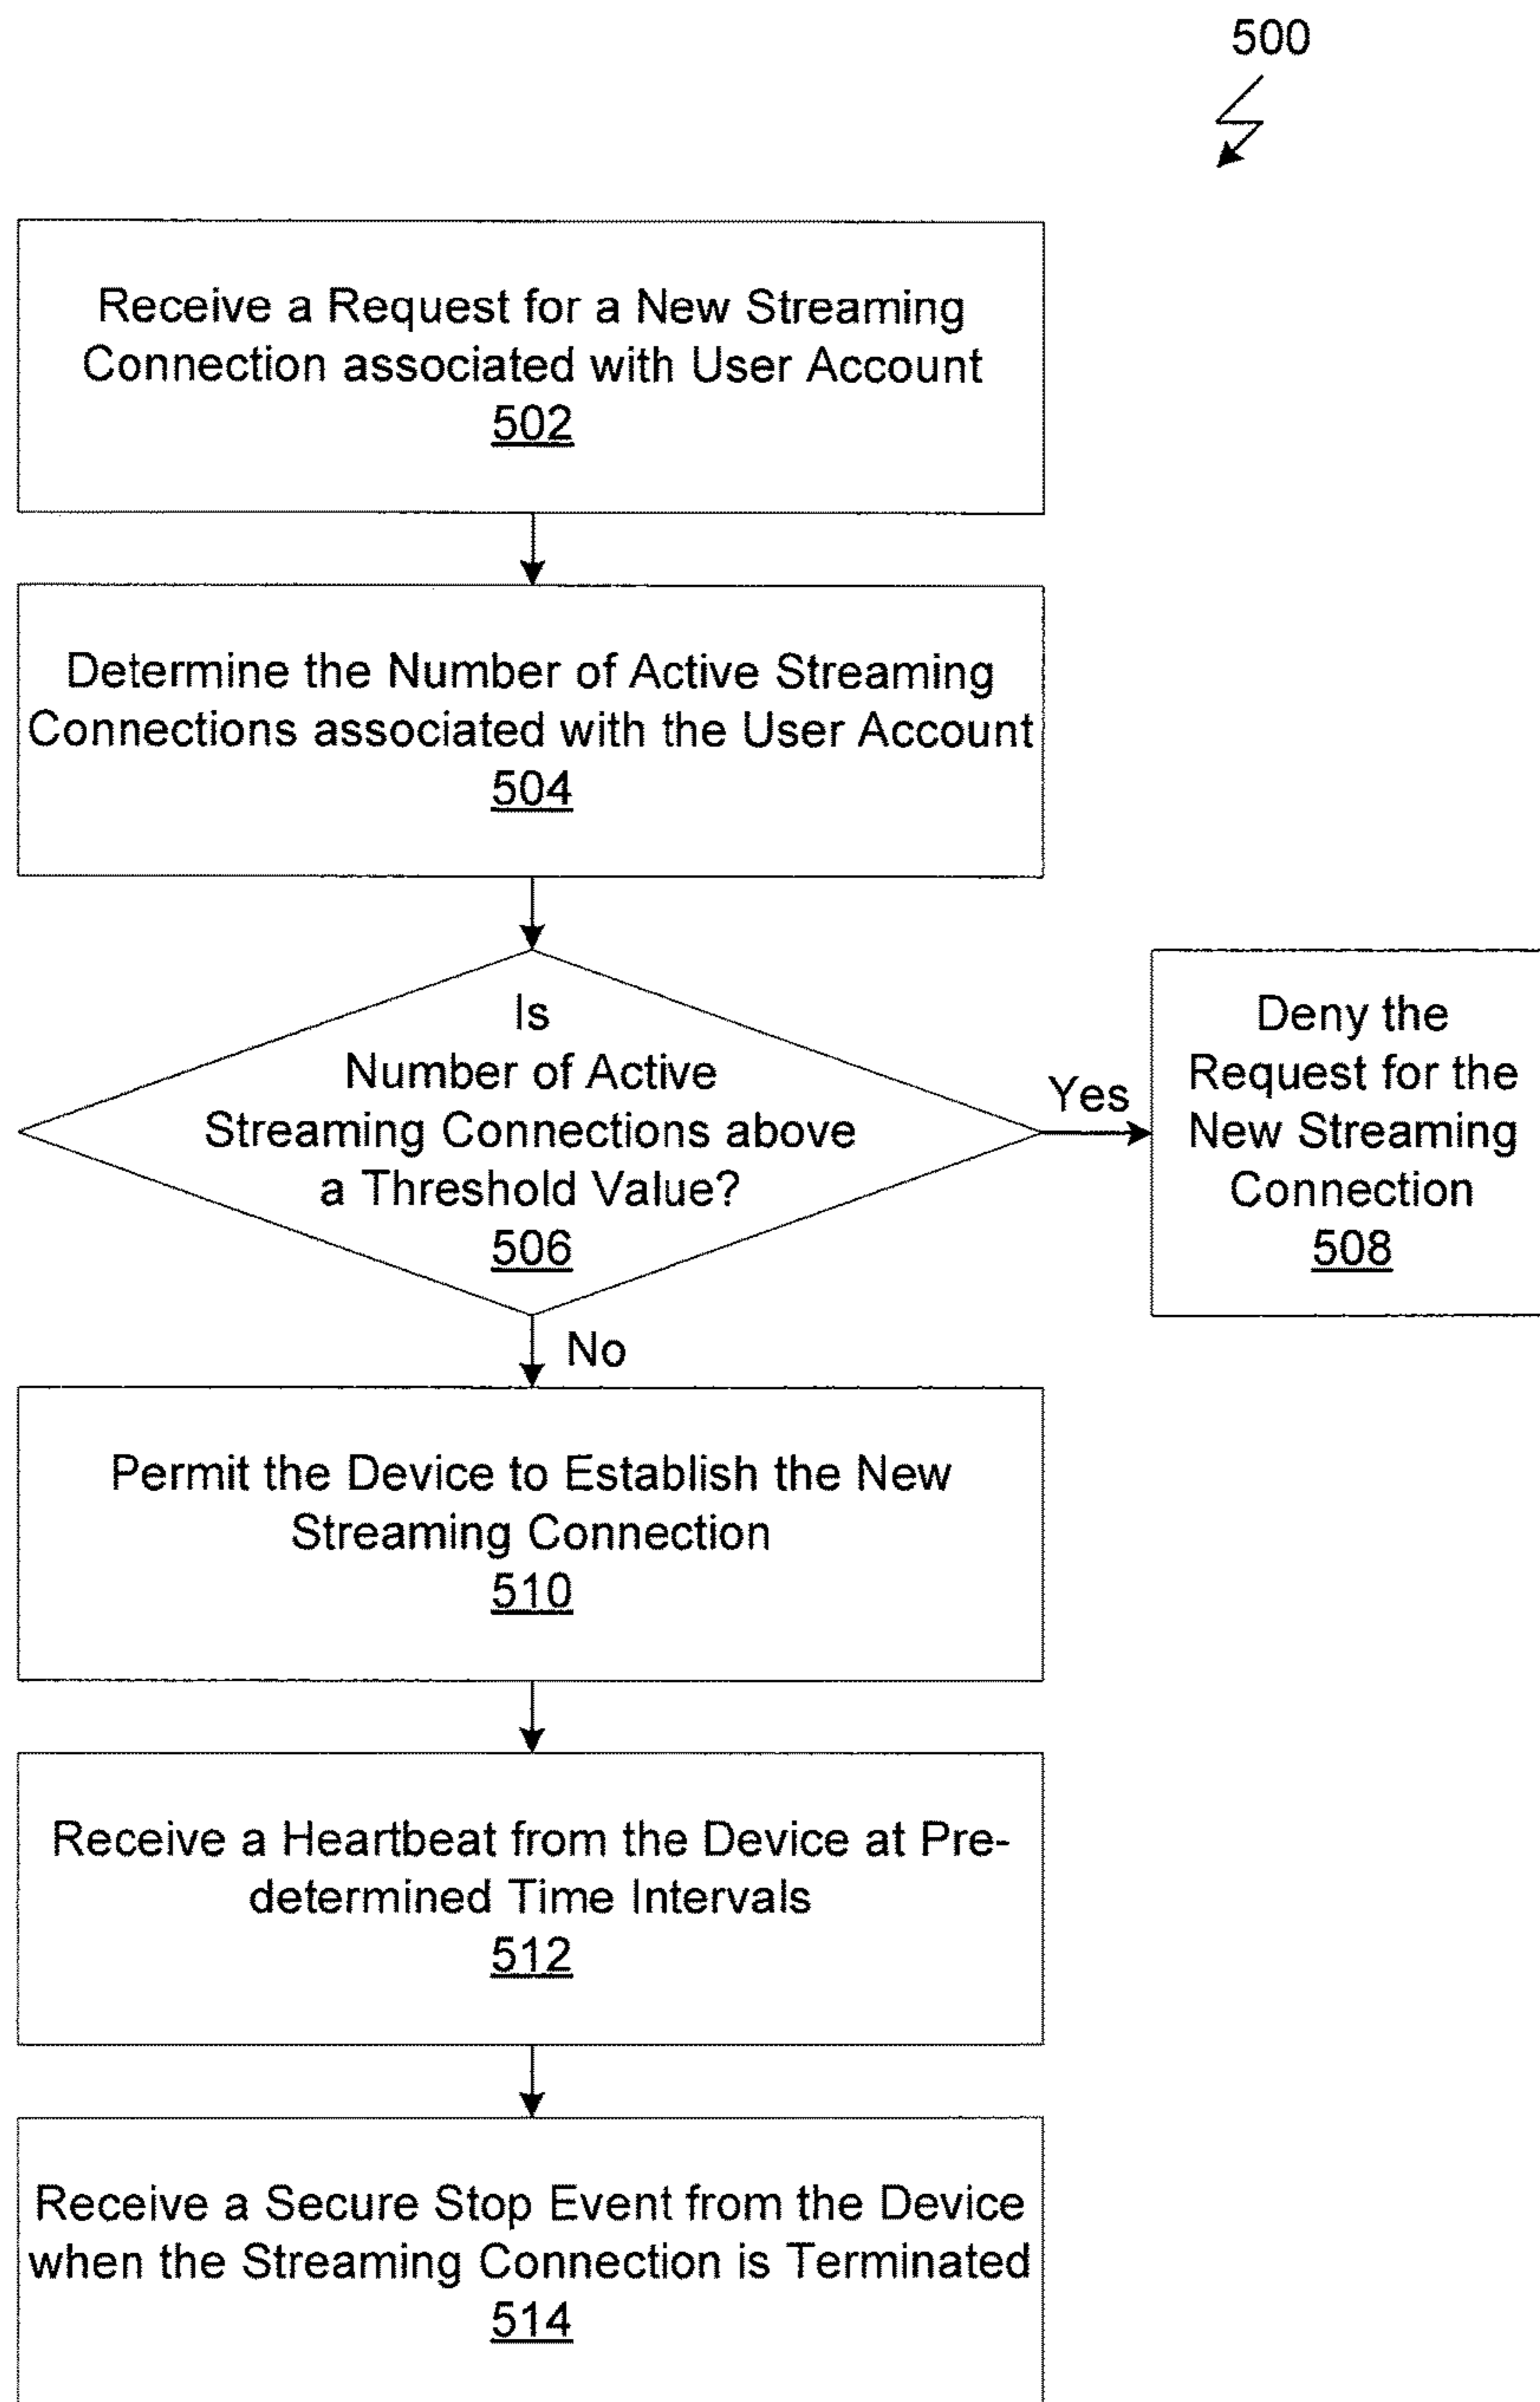 500
Receive a Request for a New Streaming
Connection associated with User Account
502
Determine the Number of Active Streaming
Connections associated with the User Account
504
Is
Number of Active
Streaming Connections above
a Threshold Value?
506
Yes
Deny the
Request for the
New Streaming
Connection
508
No
Permit the Device to Establish the New
Streaming Connection
510
Receive a Heartbeat from the Device at Pre-
determined Time Intervals
512
Receive a Secure Stop Event from the Device
when the Streaming Connection is Terminated
514